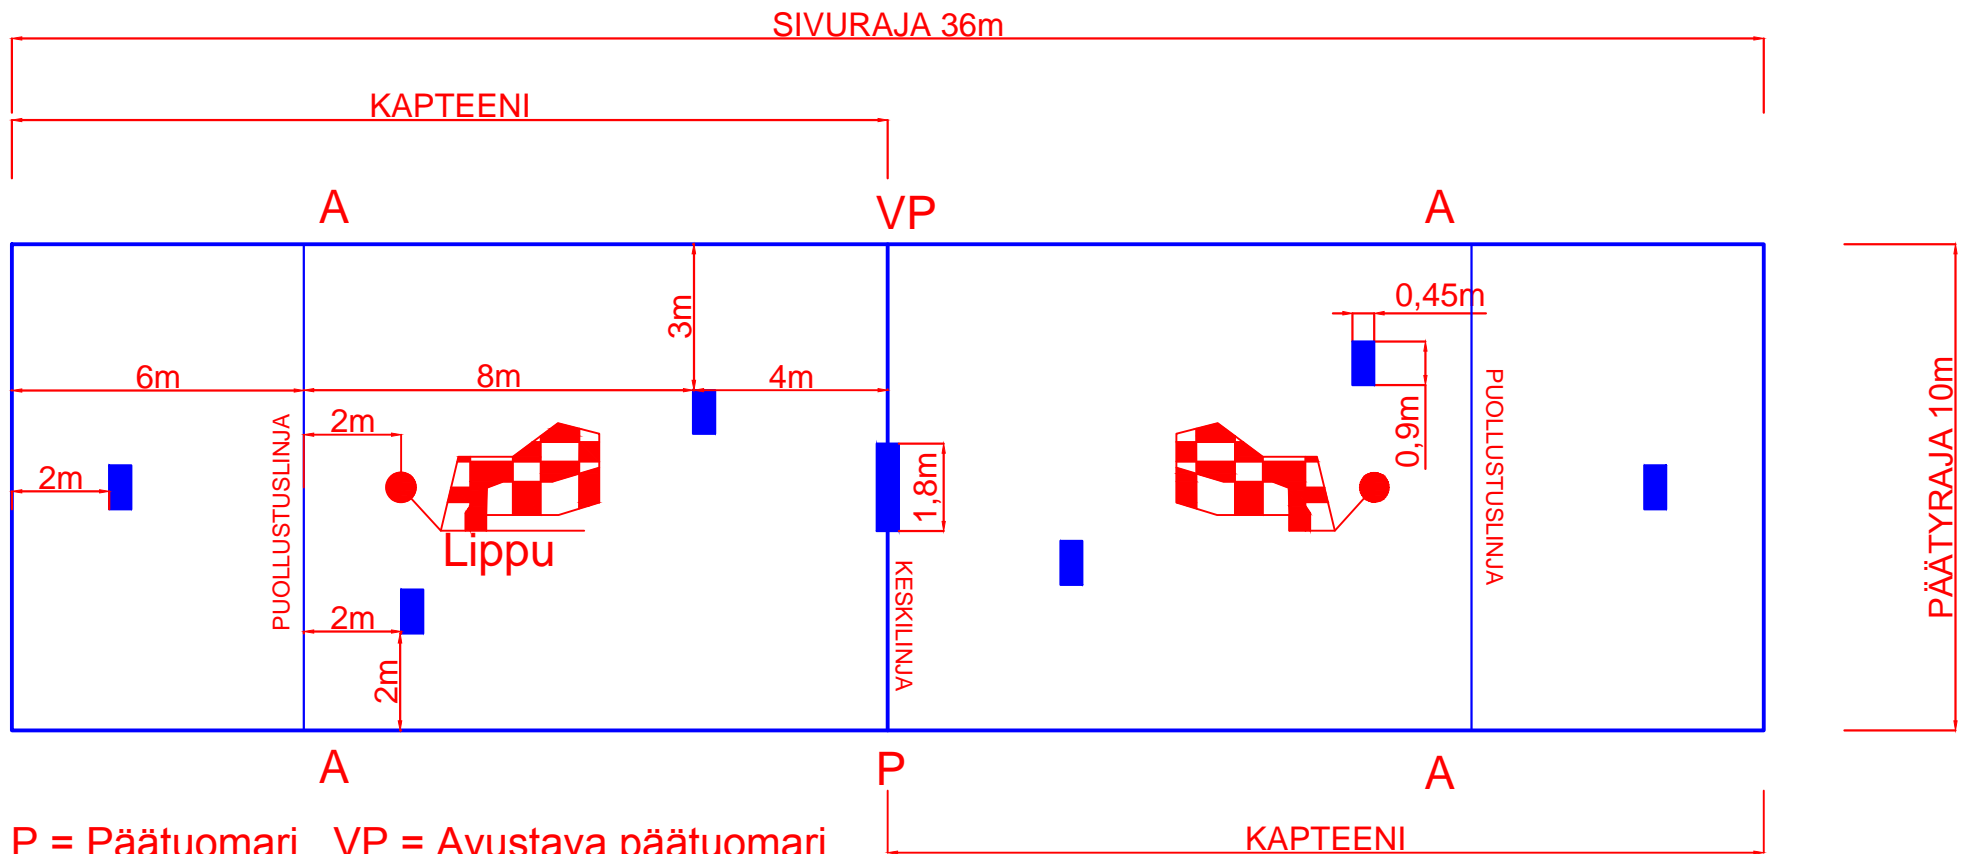 SIVURAJA 36m
KAPTEENI
A
VP
A
3m
0,45m
6m
8m
4m
2m
0,9m
PUOLLUSTUSLINJA
PUOLLUSTUSLINJA
PÄÄTYRAJA 10m
2m
1,8m
Lippu
KESKILINJA
2m
2m
A
P
A
P = Päätuomari VP = Avustava päätuomari
KAPTEENI